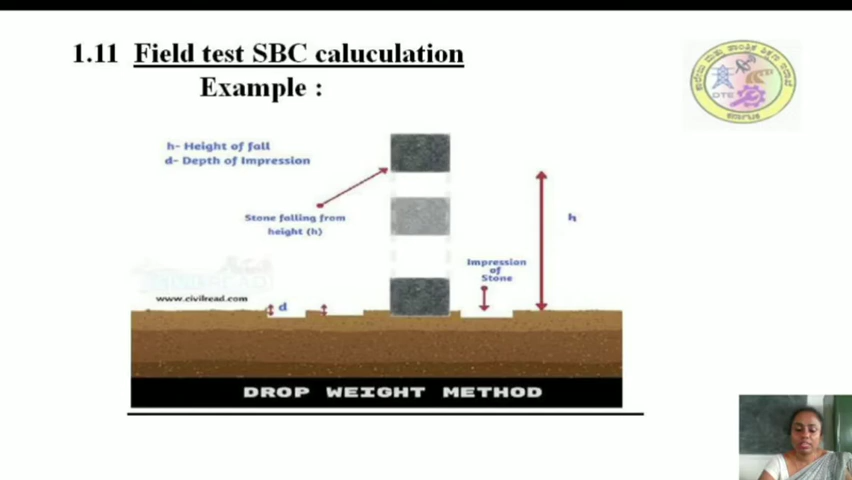 1.11 Field test SBC caluculation
Example :
h- Height of fall
d- Depth of Impression
Stone falling from
height (h)
h
Impression
of
Stone
d
www.civilread.com
DTE
DROP WEIGHT METHOD